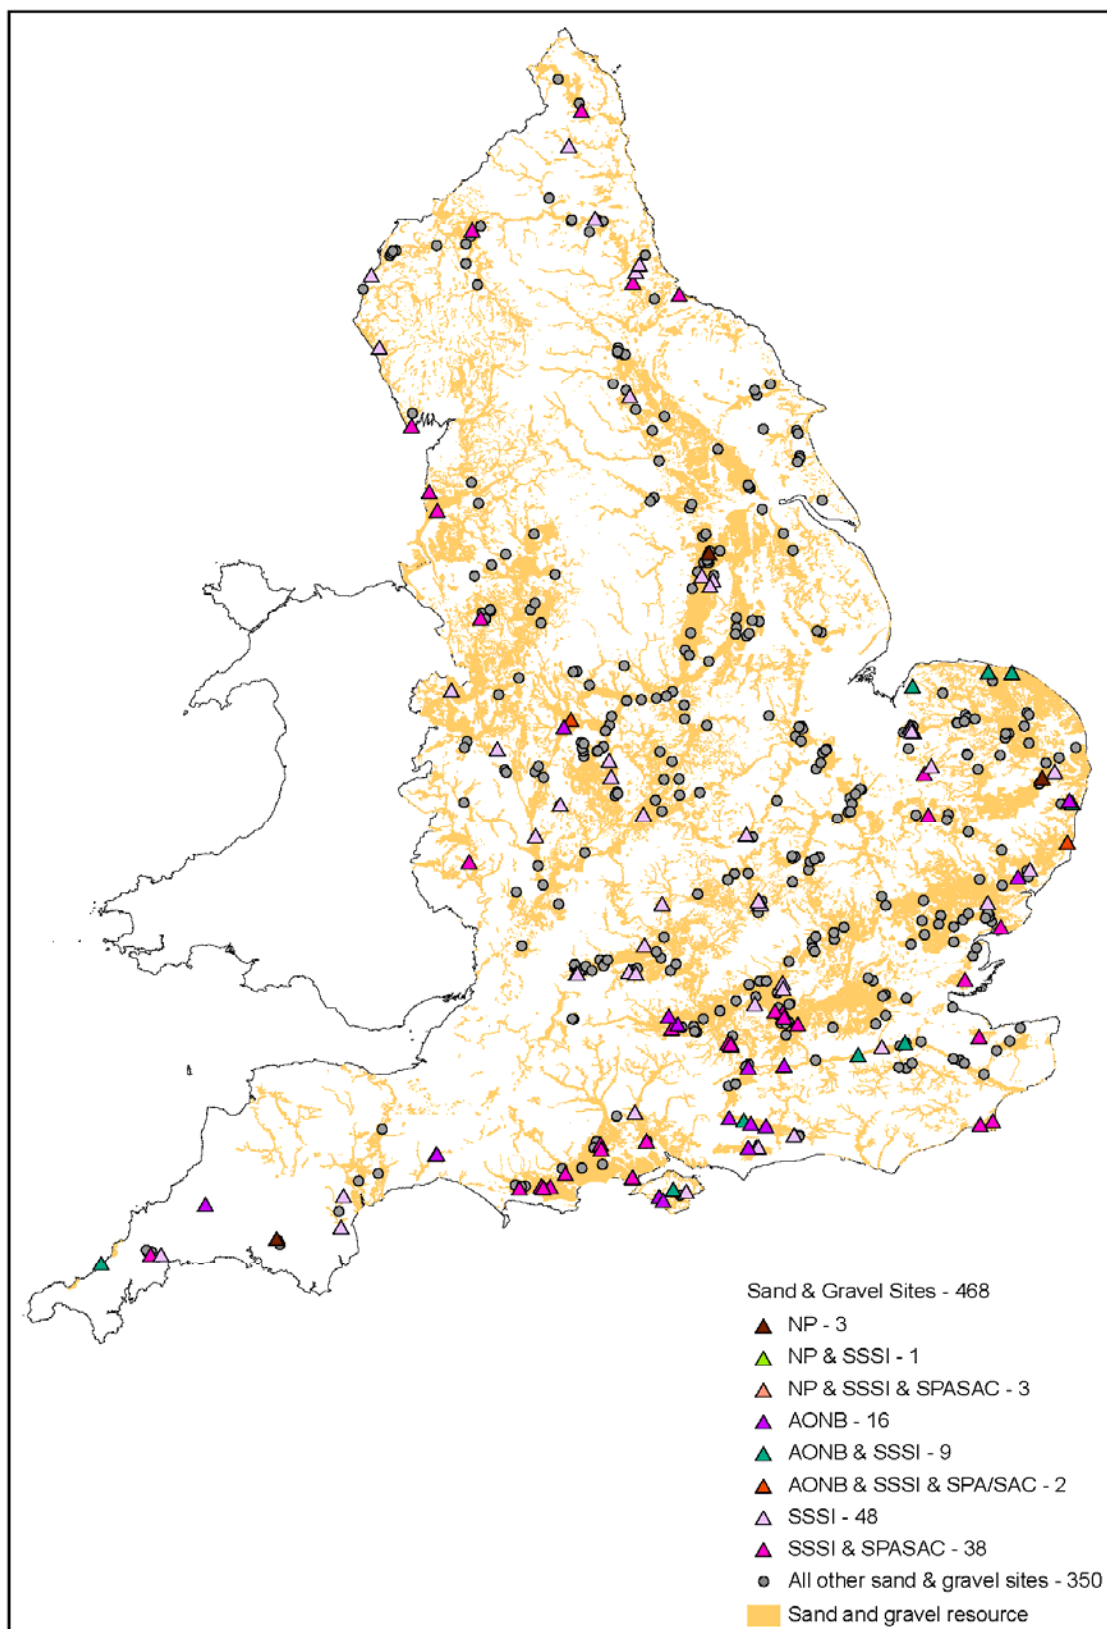 Sand & Gravel Sites - 468
NP - 3
NP & SSSI - 1
NP & SSSI & SPASAC - 3
AONB - 16
AONB & SSSI - 9
AONB & SSSI & SPA/SAC - 2
SSSI - 48
SSSI & SPASAC - 38
All other sand & gravel sites - 350
Sand and gravel resource